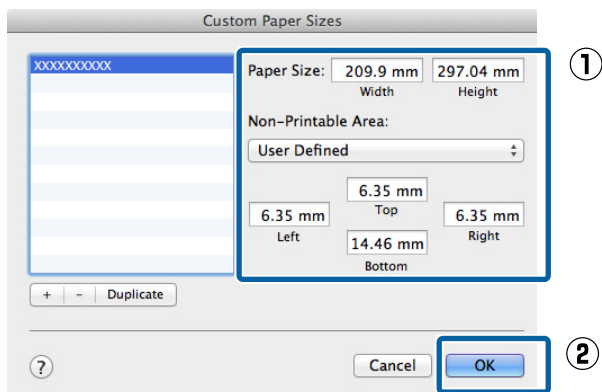 Custom Paper Sizes
XXXXXXXXXX
Paper Size: 209.9 mm 297.04 mm
Width Height
Non-Printable Area:
User Defined
6.35 mm
Top
6.35 mm 6.35 mm
Left Right
14.46 mm
Bottom
+ - Duplicate
? Cancel OK
①
②